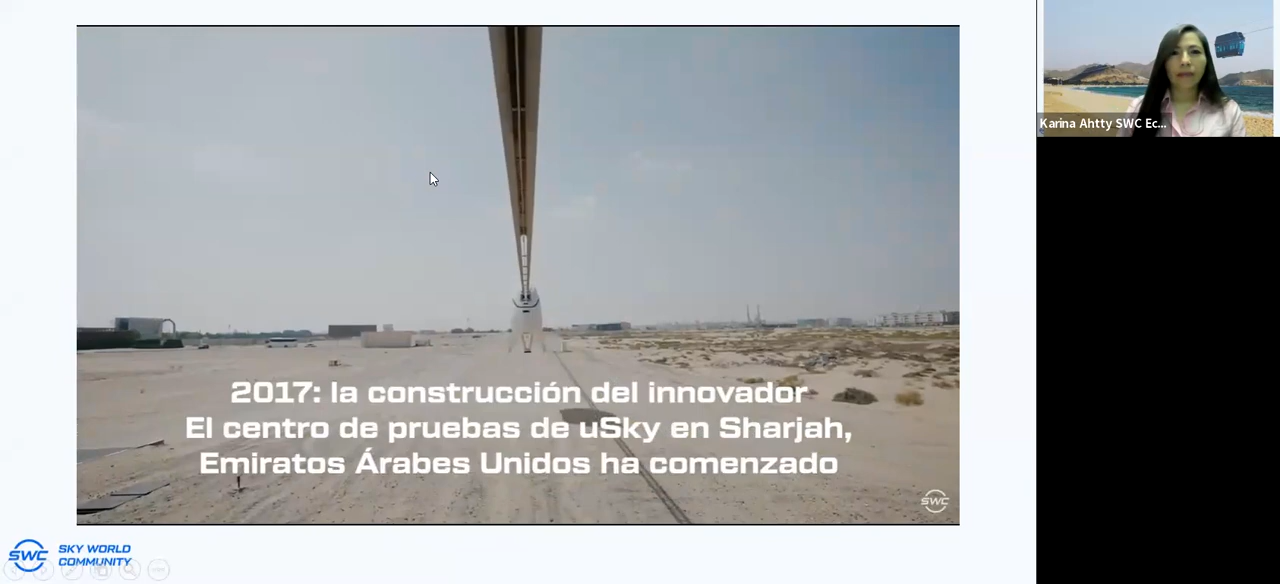 2017: la construcción del innovador
El centro de pruebas de uSky en Sharjah,
Emiratos Árabes Unidos ha comenzado
SWC
SWC SKY WORLD
COMMUNITY
Karina Ahtty SWC Ec...